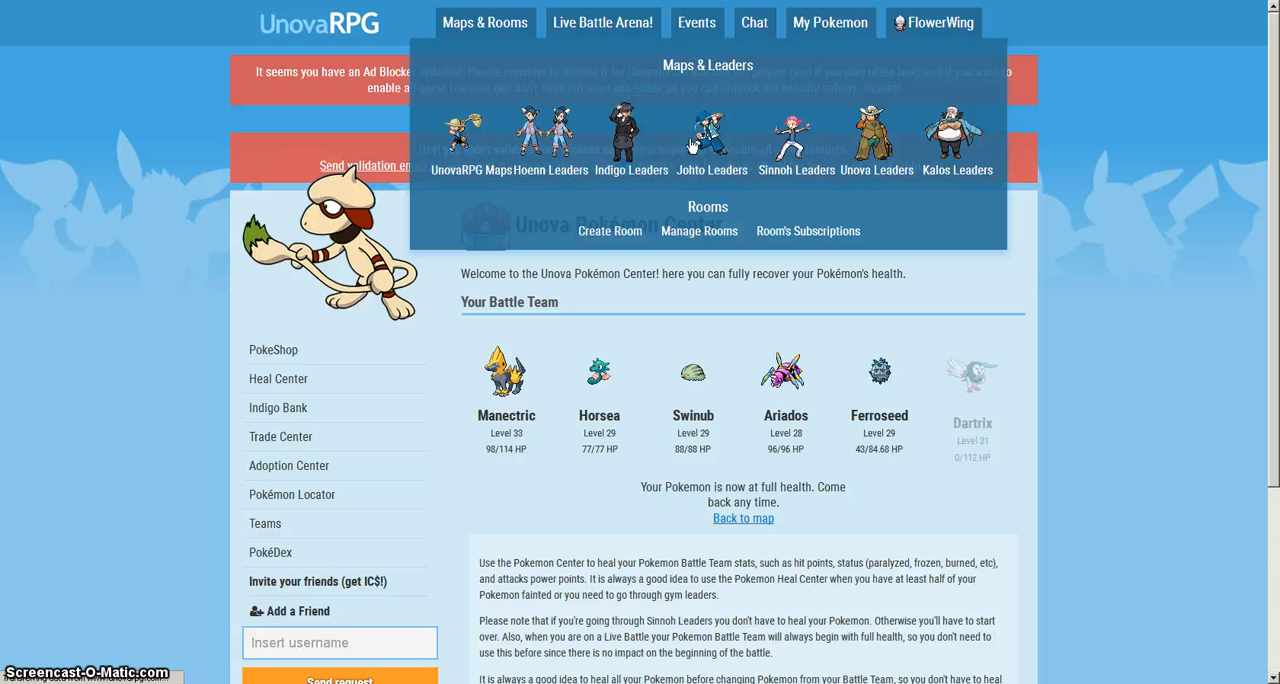 UnovaRPG
Maps & Rooms
Live Battle Arena!
Events
Chat
My Pokemon
FlowerWing
Maps & Leaders
It seems you have an Ad Blocke
enable a
UnovaRPG Maps
Hoenn Leaders
Indigo Leaders
Johto Leaders
Sinnoh Leaders
Unova Leaders
Kalos Leaders
Send validation em
Rooms
Create Room
Manage Rooms
Room's Subscriptions
Unova Pokémon Center
Welcome to the Unova Pokémon Center! here you can fully recover your Pokémon's health.
Your Battle Team
Manectric
Level 33
98/114 HP
Horsea
Level 29
77/77 HP
Swinub
Level 29
88/88 HP
Ariados
Level 28
96/96 HP
Ferroseed
Level 29
43/84.68 HP
Dartrix
Level 31
0/112 HP
Your Pokemon is now at full health. Come
back any time.
Back to map
Use the Pokemon Center to heal your Pokemon Battle Team stats, such as hit points, status (paralyzed, frozen, burned, etc),
and attacks power points. It is always a good idea to use the Pokemon Heal Center when you have at least half of your
Pokemon fainted or you need to go through gym leaders.
Please note that if you're going through Sinnoh Leaders you don't have to heal your Pokemon. Otherwise you'll have to start
over. Also, when you are on a Live Battle your Pokemon Battle Team will always begin with full health, so you don't need to
use this before since there is no impact on the beginning of the battle.
It is always a good idea to heal all your Pokemon before changing Pokemon from your Battle Team, so you don't have to heal
PokeShop
Heal Center
Indigo Bank
Trade Center
Adoption Center
Pokémon Locator
Teams
PokéDex
Invite your friends (get IC$!)
Add a Friend
Insert username
Send request
Screencast-O-Matic.com